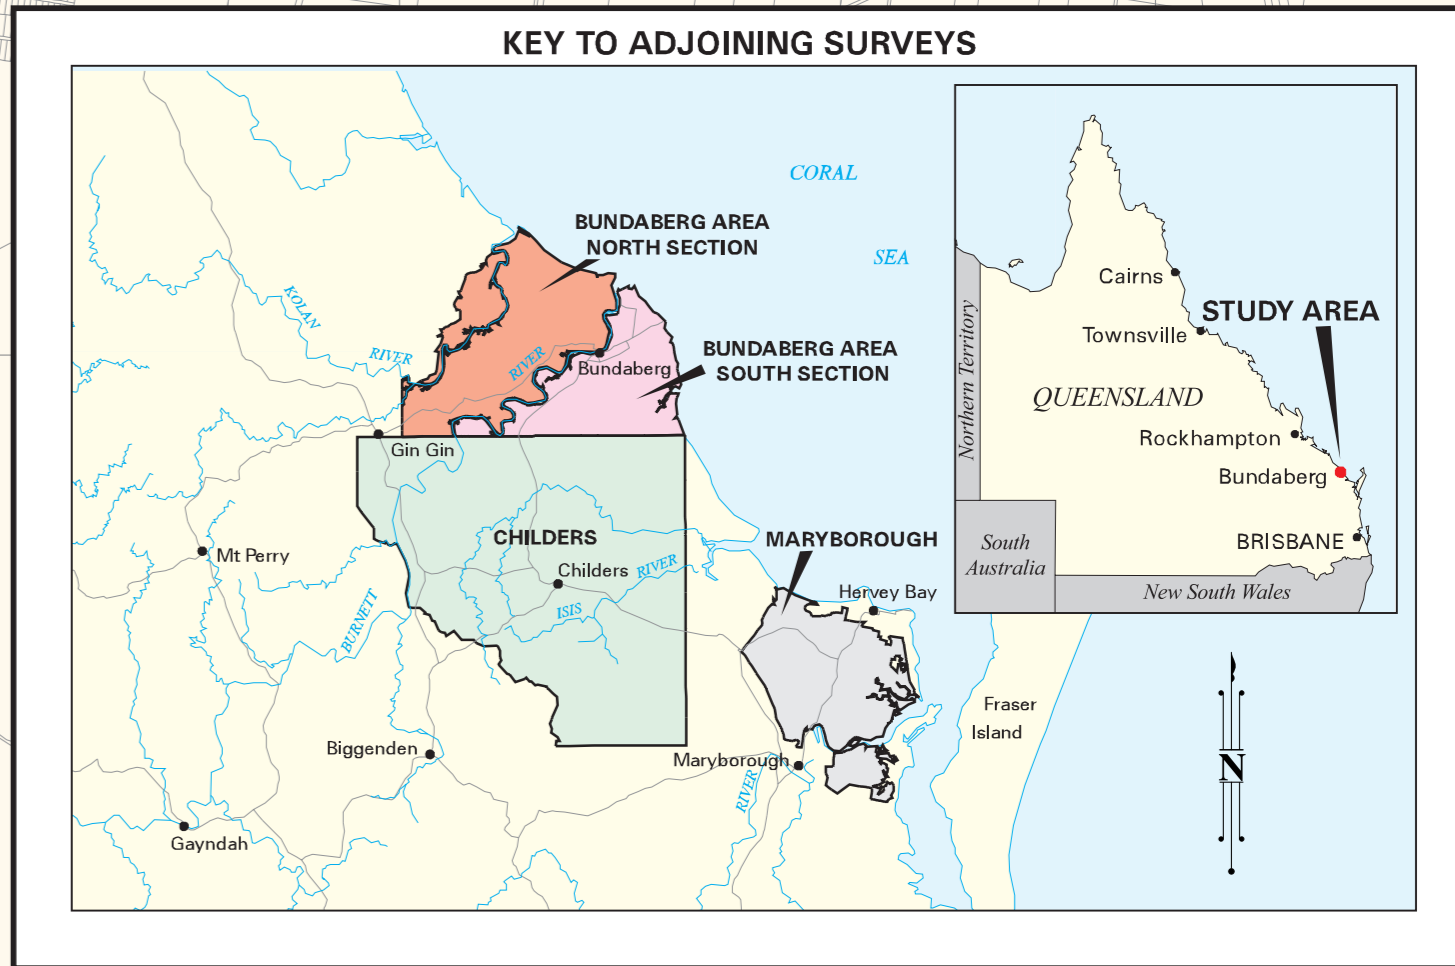 KEY TO ADJOINING SURVEYS
CORAL
SEA
BUNDABERG AREA
NORTH SECTION
KOLAN
RIVER
RIVER
Bundaberg
BUNDABERG AREA
SOUTH SECTION
Gin Gin
CHILDERS
Mt Perry
Childers
RIVER
ISIS
BURNETT
MARYBOROUGH
Hervey Bay
Biggenden
Maryborough
RIVER
Gayndah
Fraser
Island
N
Cairns
STUDY AREA
Townsville
Northern Territory
QUEENSLAND
Rockhampton
Bundaberg
BRISBANE
South
Australia
New South Wales